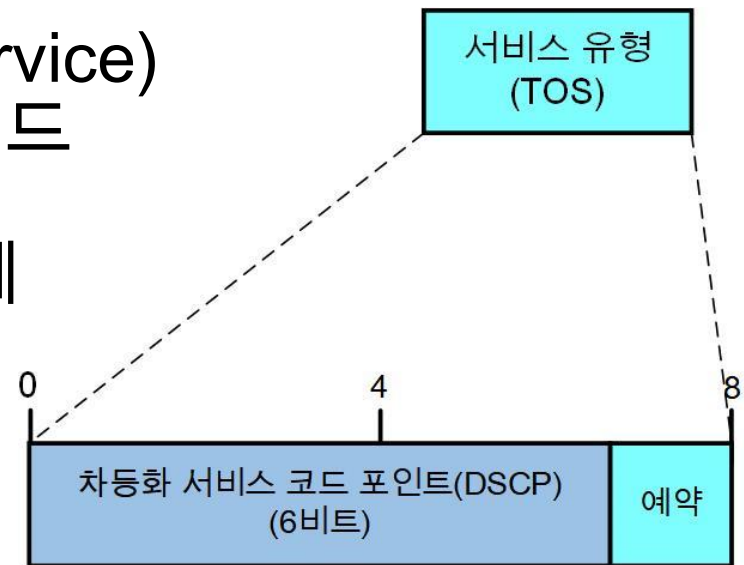 rvice)
드
서비스 유형
(TOS)
0
4
8
차등화 서비스 코드 포인트(DSCP)
(6비트)
예약